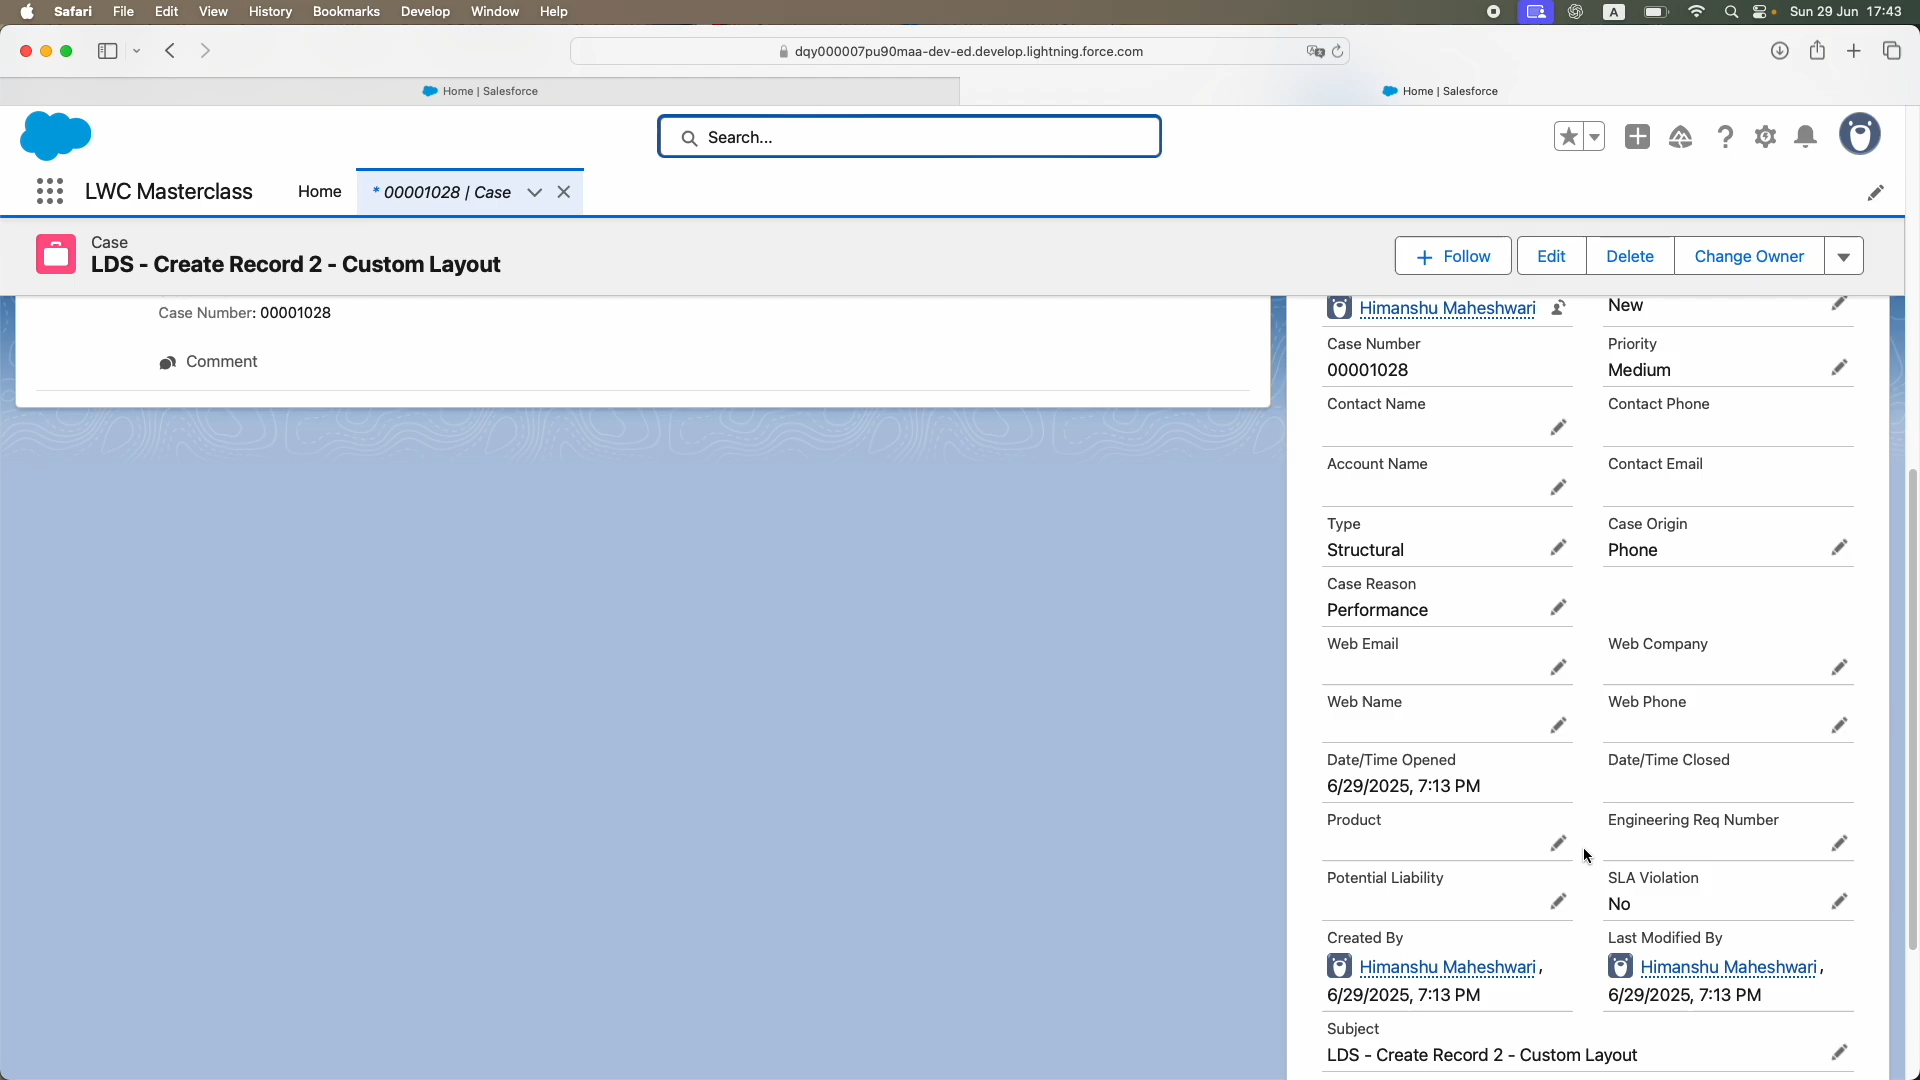 Safari File Edit View History Bookmarks Develop Window Help A Sun 29 Jun 17:43
dqy000007pu90maa-dev-ed.develop.lightning.force.com
Home | Salesforce Home | Salesforce
Search...
LWC Masterclass Home * 00001028 | Case
Case
LDS - Create Record 2 - Custom Layout
Follow Edit Delete Change Owner
Case Number: 00001028
Comment
Himanshu Maheshwari New
Case Number Priority
00001028 Medium
Contact Name Contact Phone
Account Name Contact Email
Type Case Origin
Structural Phone
Case Reason
Performance
Web Email Web Company
Web Name Web Phone
Date/Time Opened Date/Time Closed
6/29/2025, 7:13 PM
Product Engineering Req Number
Potential Liability SLA Violation
No
Created By Last Modified By
Himanshu Maheshwari, Himanshu Maheshwari,
6/29/2025, 7:13 PM 6/29/2025, 7:13 PM
Subject
LDS - Create Record 2 - Custom Layout